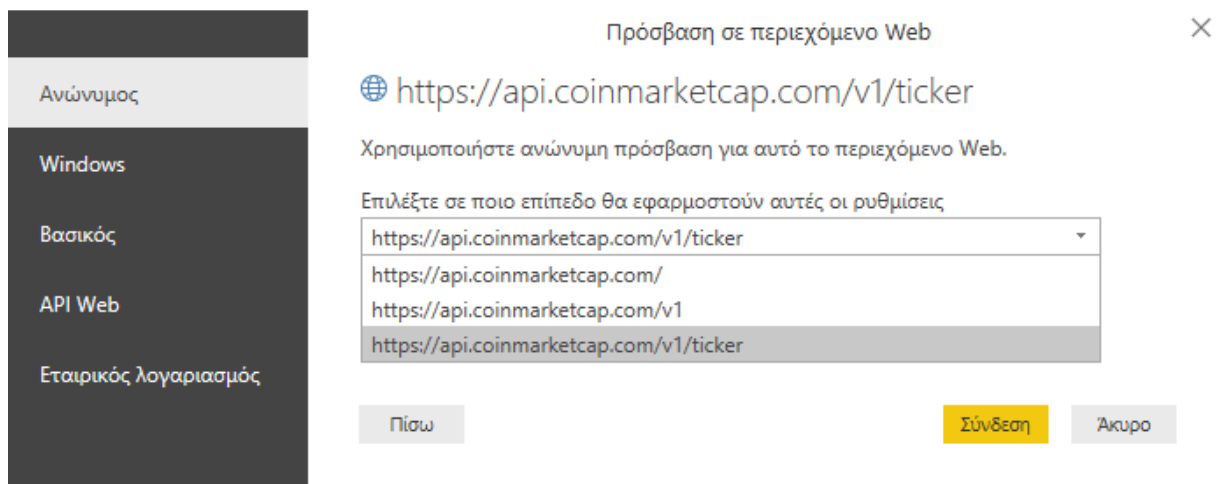 Πρόσβαση σε περιεχόμενο Web
Ανώνυμος
Windows
Βασικός
API Web
Εταιρικός λογαριασμός
https://api.coinmarketcap.com/v1/ticker
Χρησιμοποιήστε ανώνυμη πρόσβαση για αυτό το περιεχόμενο Web.
Επιλέξτε σε ποιο επίπεδο θα εφαρμοστούν αυτές οι ρυθμίσεις
https://api.coinmarketcap.com/v1/ticker
https://api.coinmarketcap.com/
https://api.coinmarketcap.com/v1
https://api.coinmarketcap.com/v1/ticker
Πίσω
Σύνδεση
Άκυρο